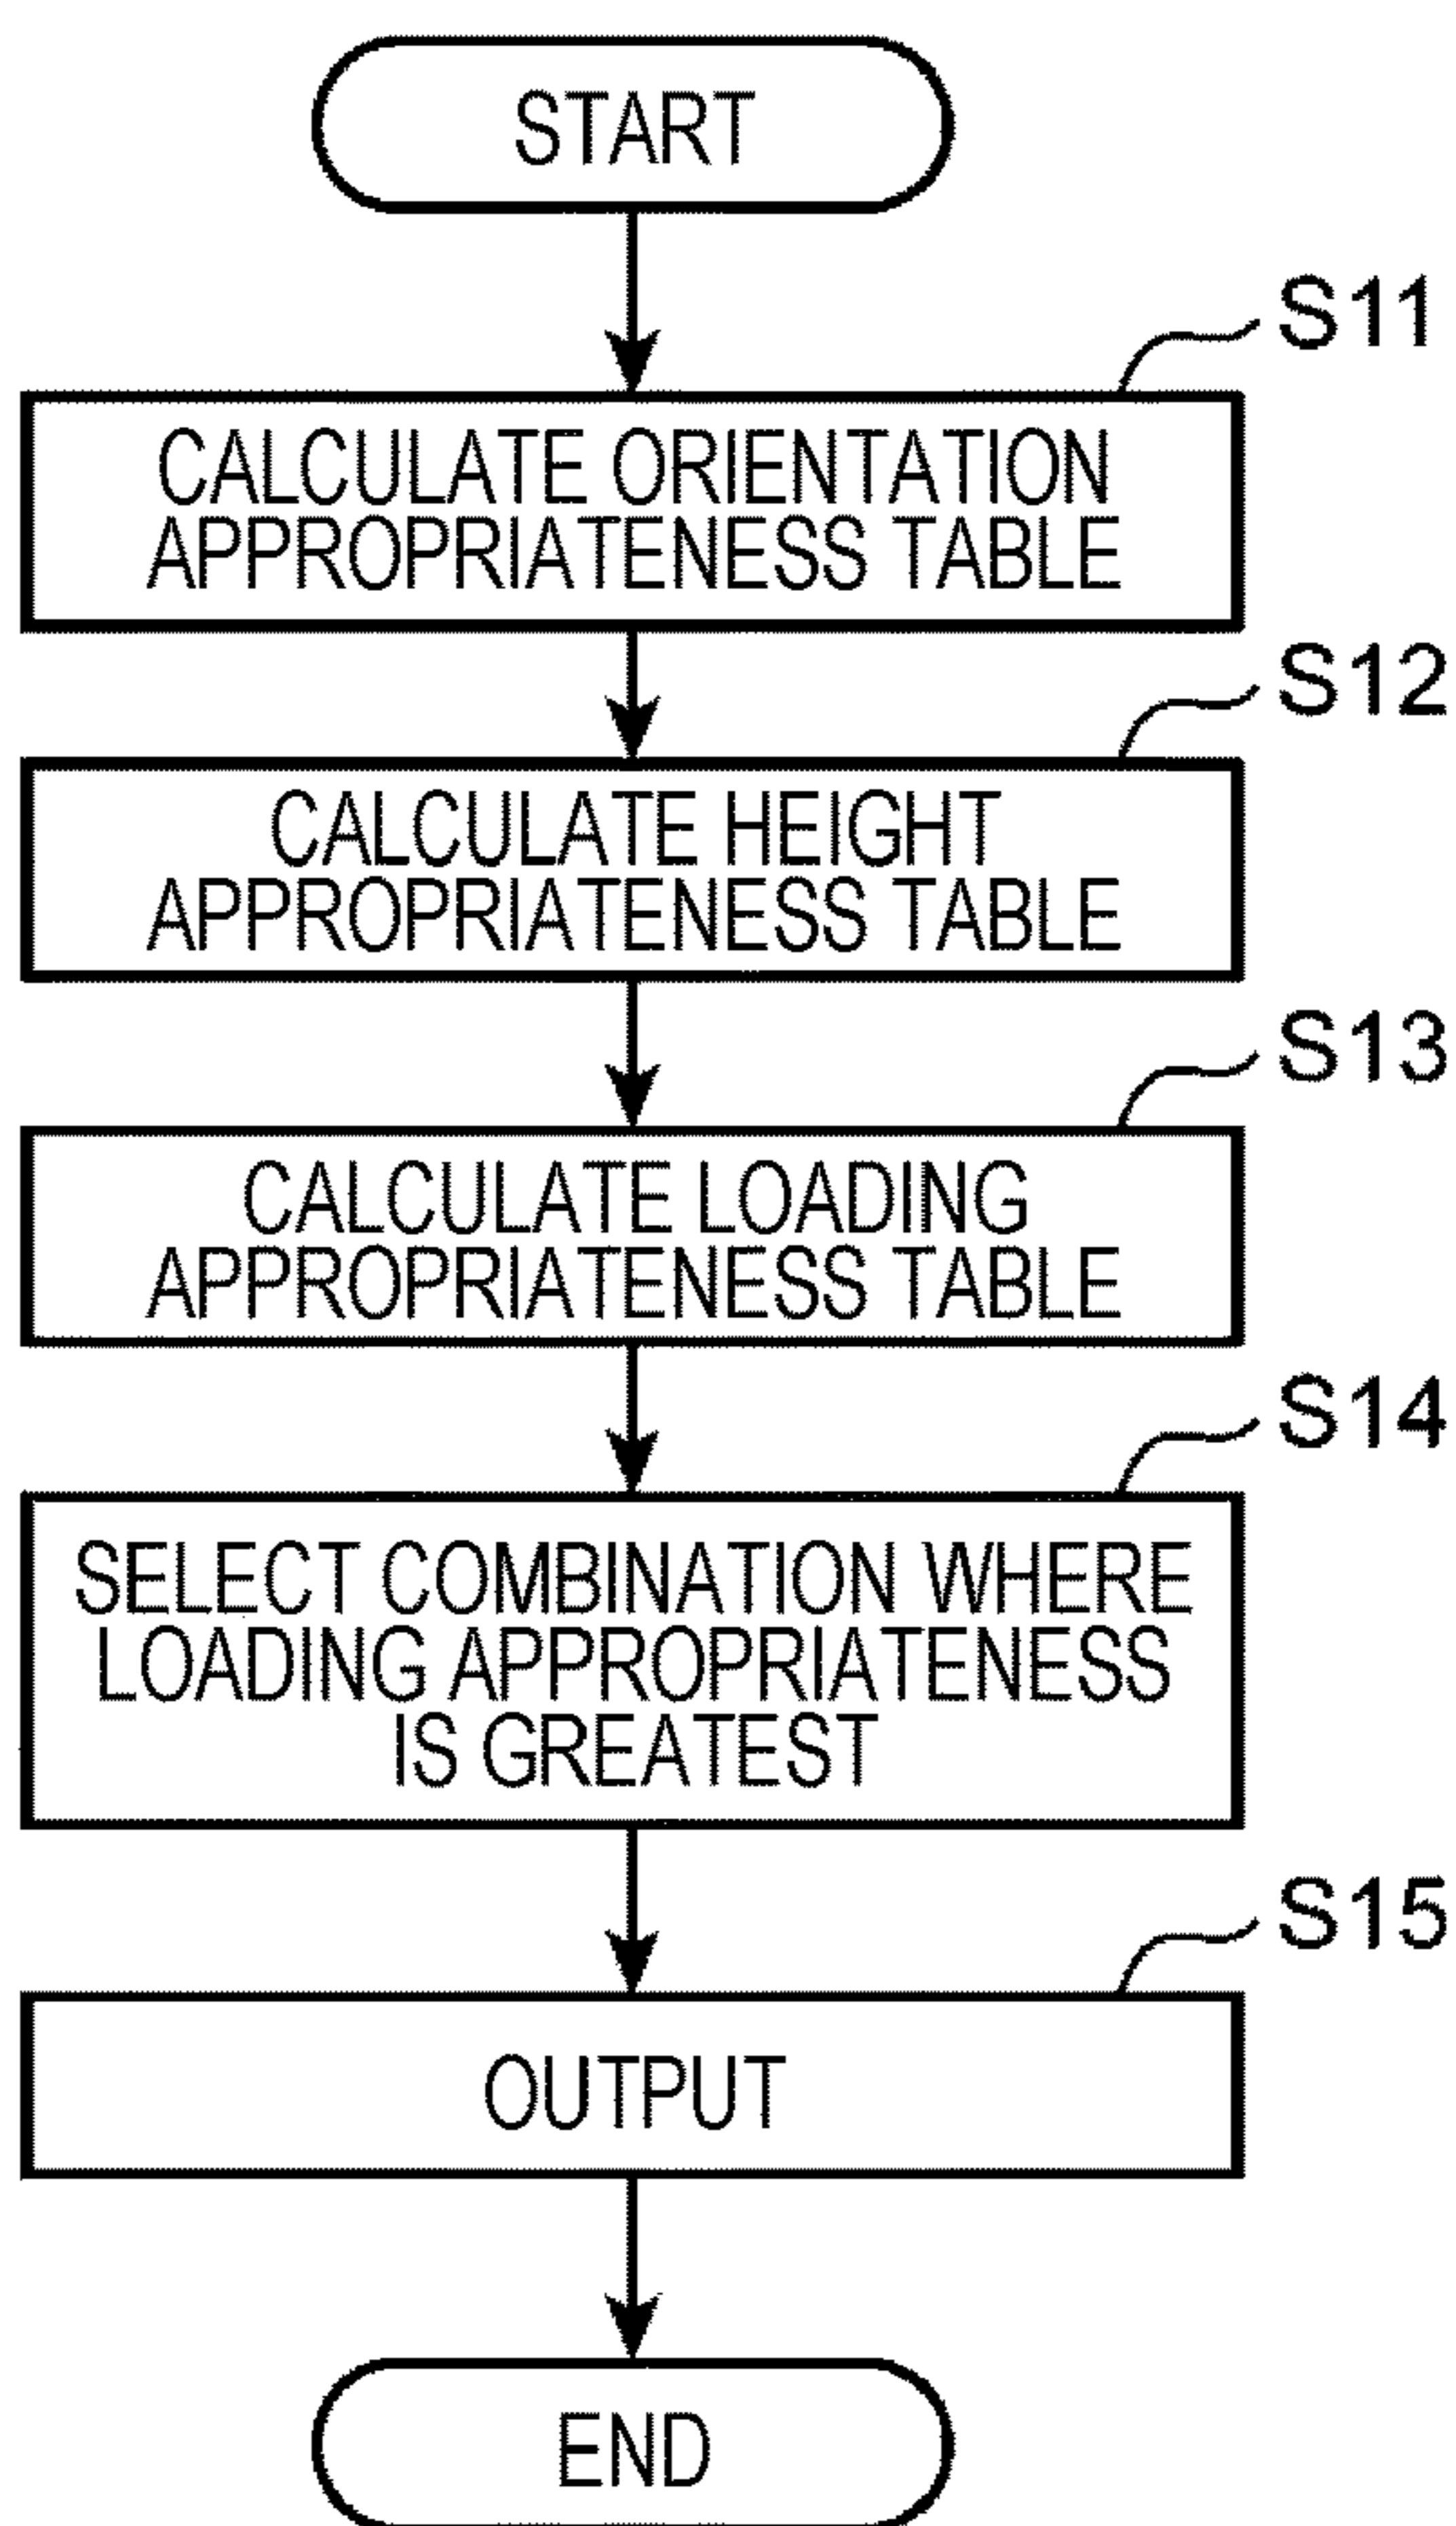 START
S11
CALCULATE ORIENTATION
APPROPRIATENESS TABLE
S12
CALCULATE HEIGHT
APPROPRIATENESS TABLE
S13
CALCULATE LOADING
APPROPRIATENESS TABLE
S14
SELECT COMBINATION WHERE
LOADING APPROPRIATENESS
IS GREATEST
S15
OUTPUT
END